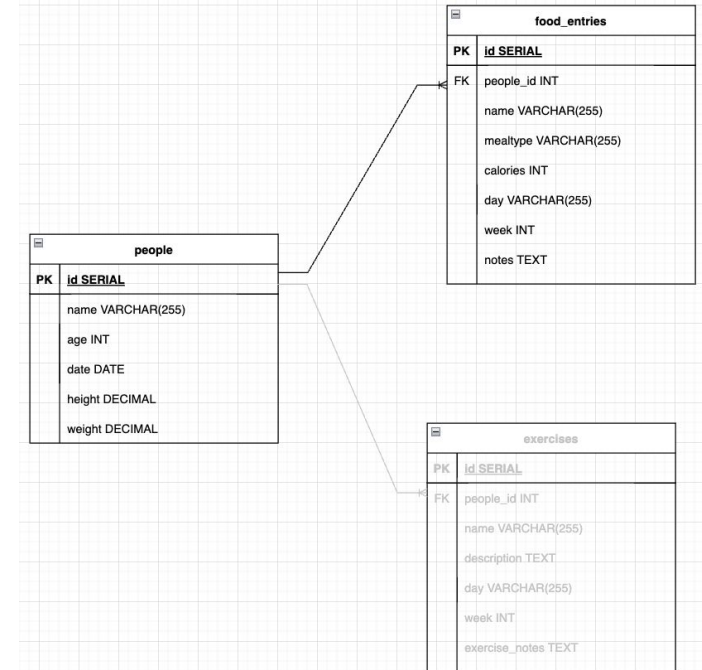 food_entries
PK id SERIAL
FK people_id INT
name VARCHAR(255)
mealtype VARCHAR(255)
calories INT
day VARCHAR(255)
week INT
notes TEXT
people
PK id SERIAL
name VARCHAR(255)
age INT
date DATE
height DECIMAL
weight DECIMAL
exercises
PK id SERIAL
FK people_id INT
name VARCHAR(255)
description TEXT
day VARCHAR(255)
week INT
exercise_notes TEXT